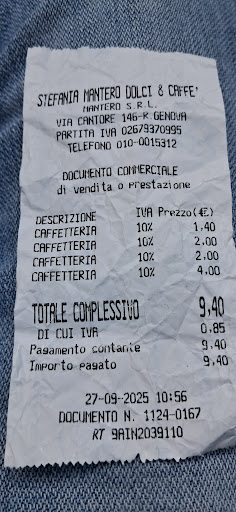 STEFANIA MANTERO DOLCI & CAFFE'
MANTERO S.R.L.
VIA CANTORE 146-R GENOVA
PARTITA IVA 02679370995
TELEFONO 010-0015312
DOCUMENTO COMMERCIALE
di vendita o prestazione
DESCRIZIONE IVA Prezzo(€)
CAFFETTERIA 10% 1.40
CAFFETTERIA 10% 2.00
CAFFETTERIA 10% 2.00
CAFFETTERIA 10% 4.00
TOTALE COMPLESSIVO 9,40
DI CUI IVA 0.85
Pagamento contante 9.40
Importo pagato 9,40
27-09-2025 10:56
DOCUMENTO N. 1124-0167
RT 9AIN2039110